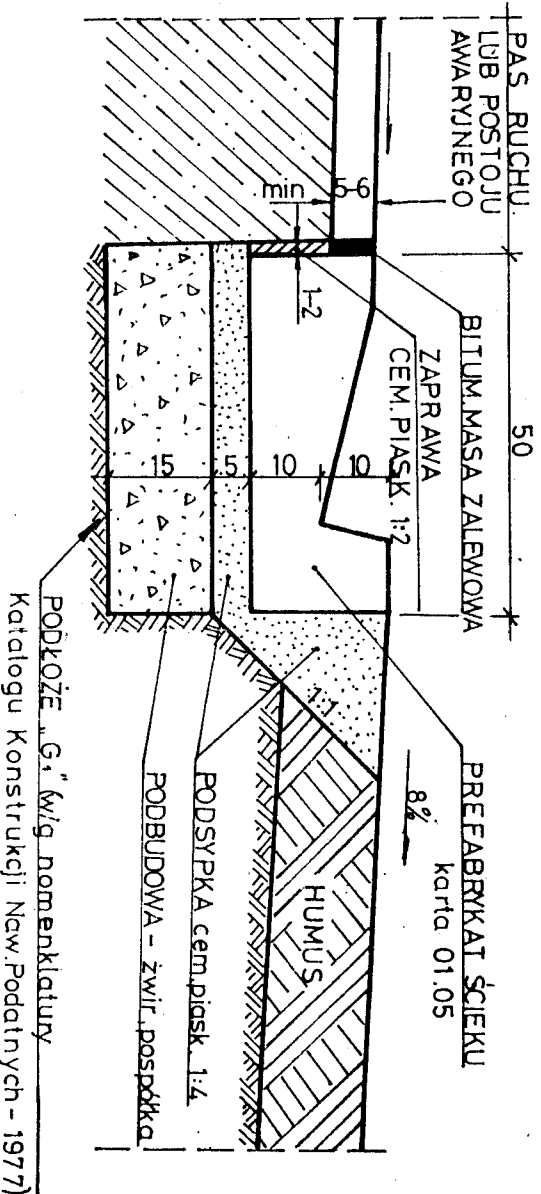 PAS RUCHU
LUB POSTOJU
AWARYJNEGO
50
BITUM. MASA ZALEWOWA
ZAPRAWA
CEM. PIASK. 1:2
PREFABRYKAT ŚCIEKU
karta 01.05
8%
min 5-6
1-2
15
5
10
10
1:1
HUMUS
PODSYPKA cem. piask. 1:4
PODBUDOWA - żwir, pospółka
PODŁOŻE „G₁" (w/g nomenklatury
Katalogu Konstrukcji Naw. Podatnych - 1977)